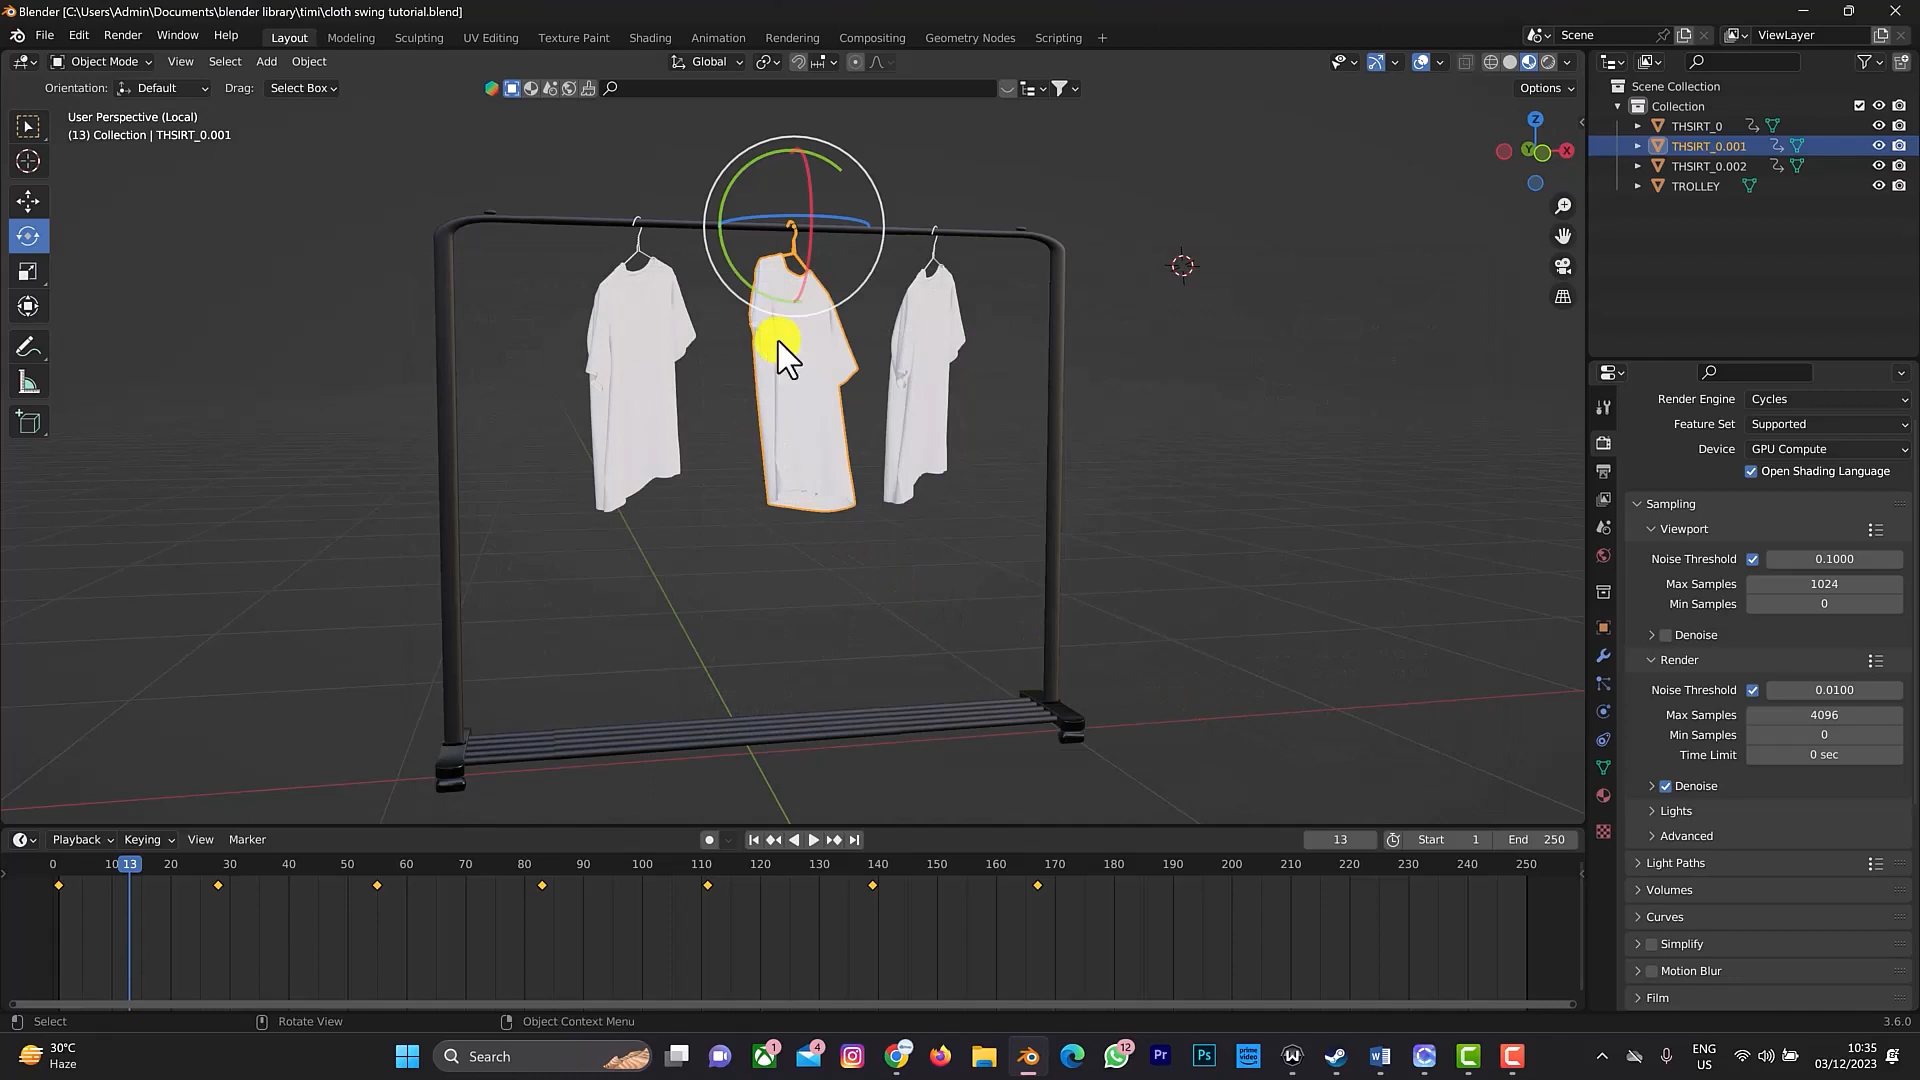 Blender [C:\Users\Admin\Documents\blender library\timi\cloth swing tutorial.blend]
File Edit Render Window Help
Layout Modeling Sculpting UV Editing Texture Paint Shading Animation Rendering Compositing Geometry Nodes Scripting +
Scene
ViewLayer
Object Mode View Select Add Object
Global
Orientation: Default Drag: Select Box
Options
User Perspective (Local)
(13) Collection | THSIRT_0.001
Z
Y
X
Scene Collection
Collection
THSIRT_0
THSIRT_0.001
THSIRT_0.002
TROLLEY
Render Engine Cycles
Feature Set Supported
Device GPU Compute
Open Shading Language
Sampling
Viewport
Noise Threshold 0.1000
Max Samples 1024
Min Samples 0
Denoise
Render
Noise Threshold 0.0100
Max Samples 4096
Min Samples 0
Time Limit 0 sec
Denoise
Lights
Advanced
Light Paths
Volumes
Curves
Simplify
Motion Blur
Film
Playback Keying View Marker
13 Start 1 End 250
0 10 13 20 30 40 50 60 70 80 90 100 110 120 130 140 150 160 170 180 190 200 210 220 230 240 250
Select Rotate View Object Context Menu
3.6.0
30°C
Haze
Search
1
4
12
Pr
Ps
prime video
ENG
US
10:35
03/12/2023